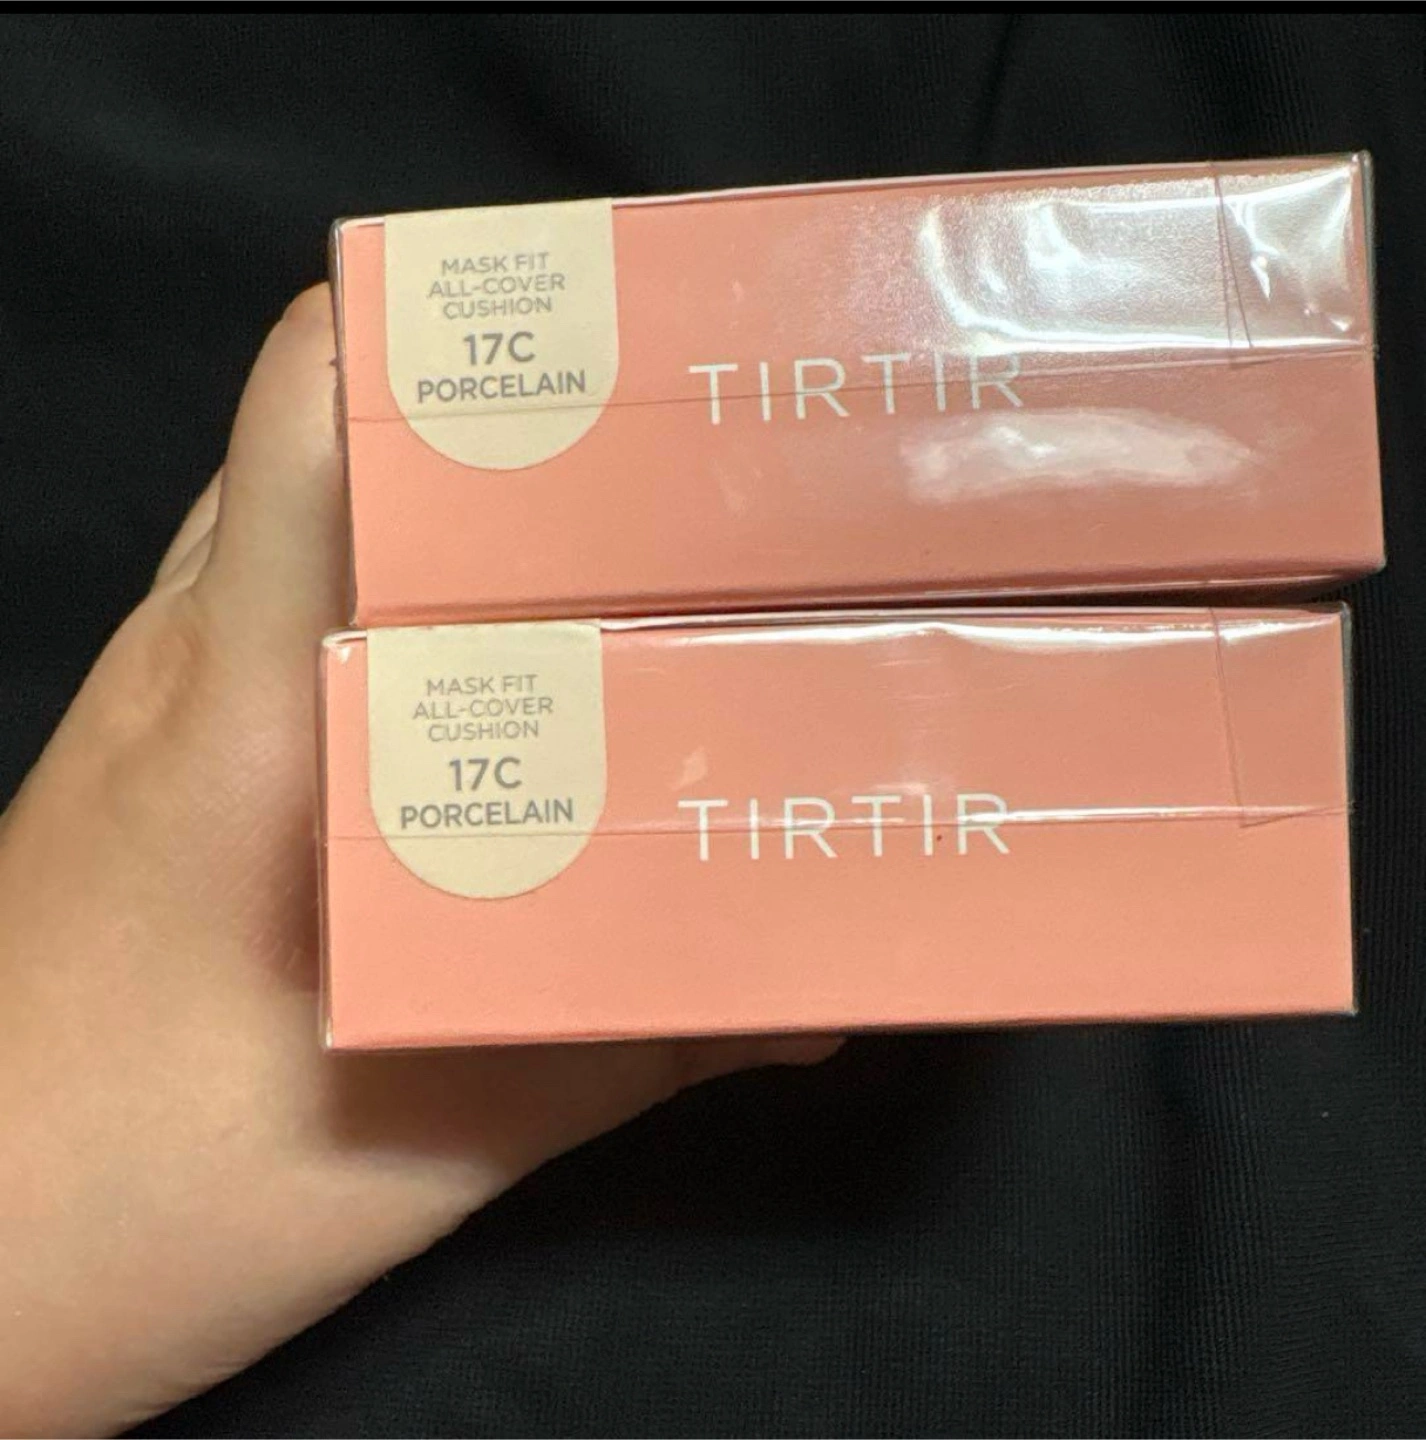 MASK FIT
ALL-COVER
CUSHION
17C
PORCELAIN
TIRTIR
MASK FIT
ALL-COVER
CUSHION
17C
PORCELAIN
TIRTIR